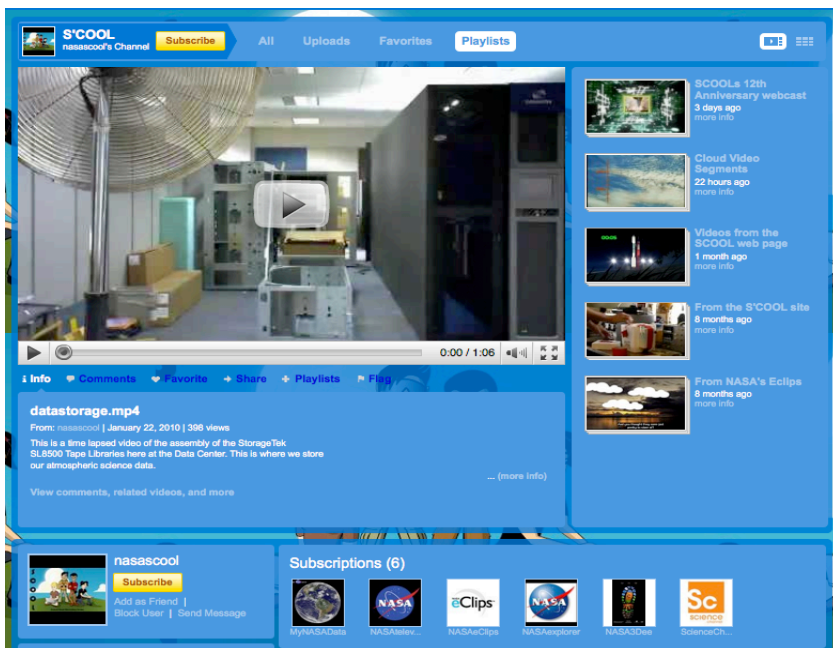 S'COOL
nasascool's Channel
Subscribe
All
Uploads
Favorites
Playlists
SCOOLs 12th
Anniversary webcast
3 days ago
more info
Cloud Video
Segments
22 hours ago
more info
Videos from the
SCOOL web page
1 month ago
more info
From the S'COOL site
8 months ago
more info
From NASA's Eclips
8 months ago
more info
0:00 / 1:06
Info
Comments
Favorite
Share
Playlists
Flag
datastorage.mp4
From: nasascool | January 22, 2010 | 396 views
This is a time lapsed video of the assembly of the StorageTek
SL8500 Tape Libraries here at the Data Center. This is where we store
our atmospheric science data.
... (more info)
View comments, related videos, and more
nasascool
Subscribe
Add as Friend |
Block User | Send Message
Subscriptions (6)
NASA
eClips
NASA
Sc
SCIENCE
MyNASAData
NASAtelev...
NASAeClips
NASAexplorer
NASA3Dee
ScienceCh...